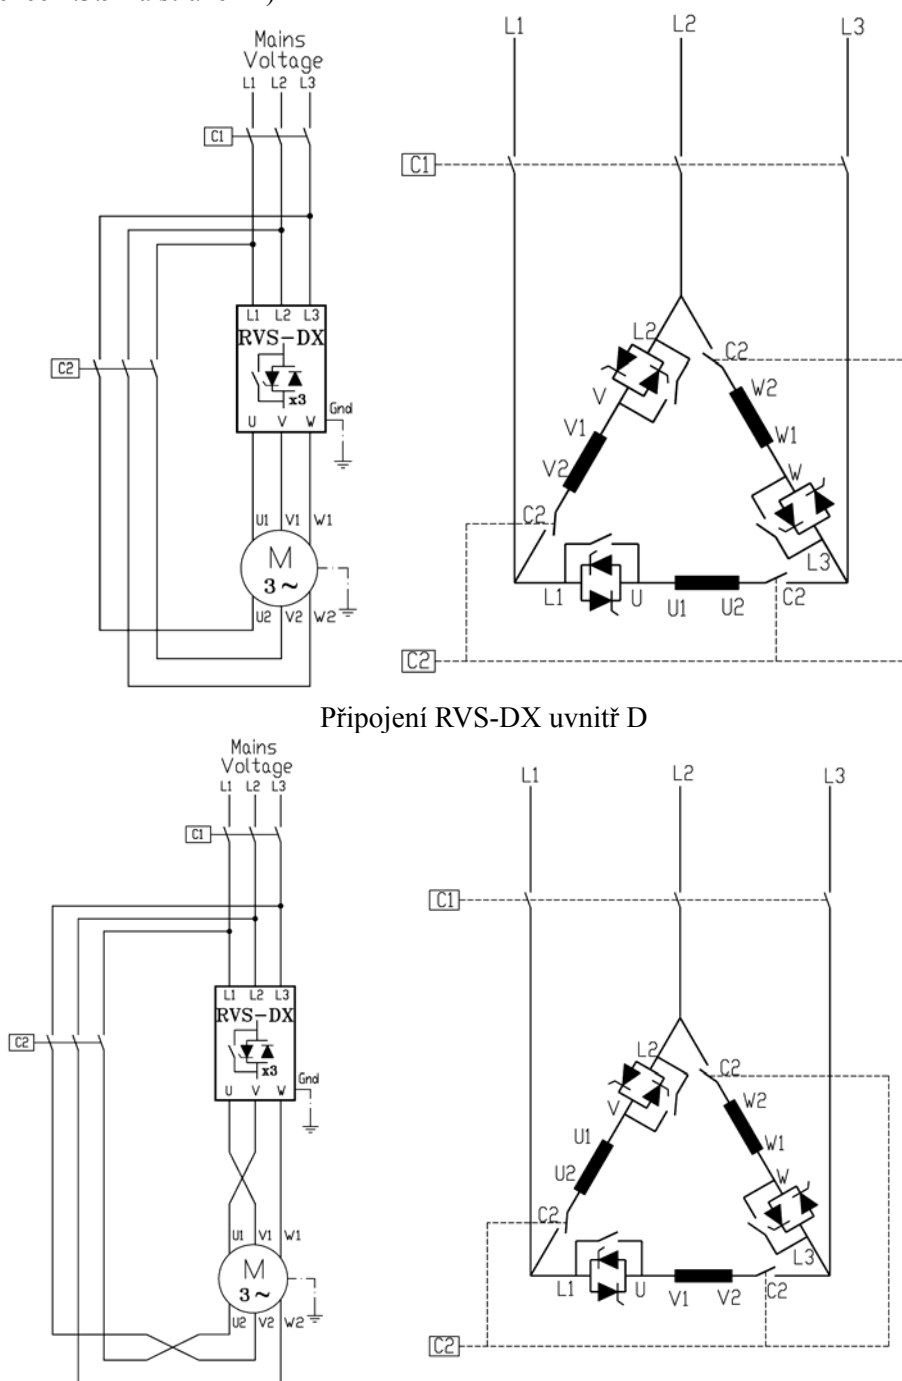 Mains
Voltage
L1 L2 L3
C1
C2
L1 L2 L3
RVS-DX
x3
U V W
Gnd
U1 V1 W1
M
3~
U2 V2 W2
L1 L2 L3
C1
L2
C2
V
W2
V1
W1
V2
W
C2
L3
L1 U U1 U2 C2
C2
Připojení RVS-DX uvnitř D
Mains
Voltage
L1 L2 L3
C1
C2
L1 L2 L3
RVS-DX
x3
U V W
Gnd
U1 V1 W1
M
3~
U2 V2 W2
L1 L2 L3
C1
L2
C2
V
W2
U1
W1
U2
W
C2
L3
L1 U V1 V2 C2
C2